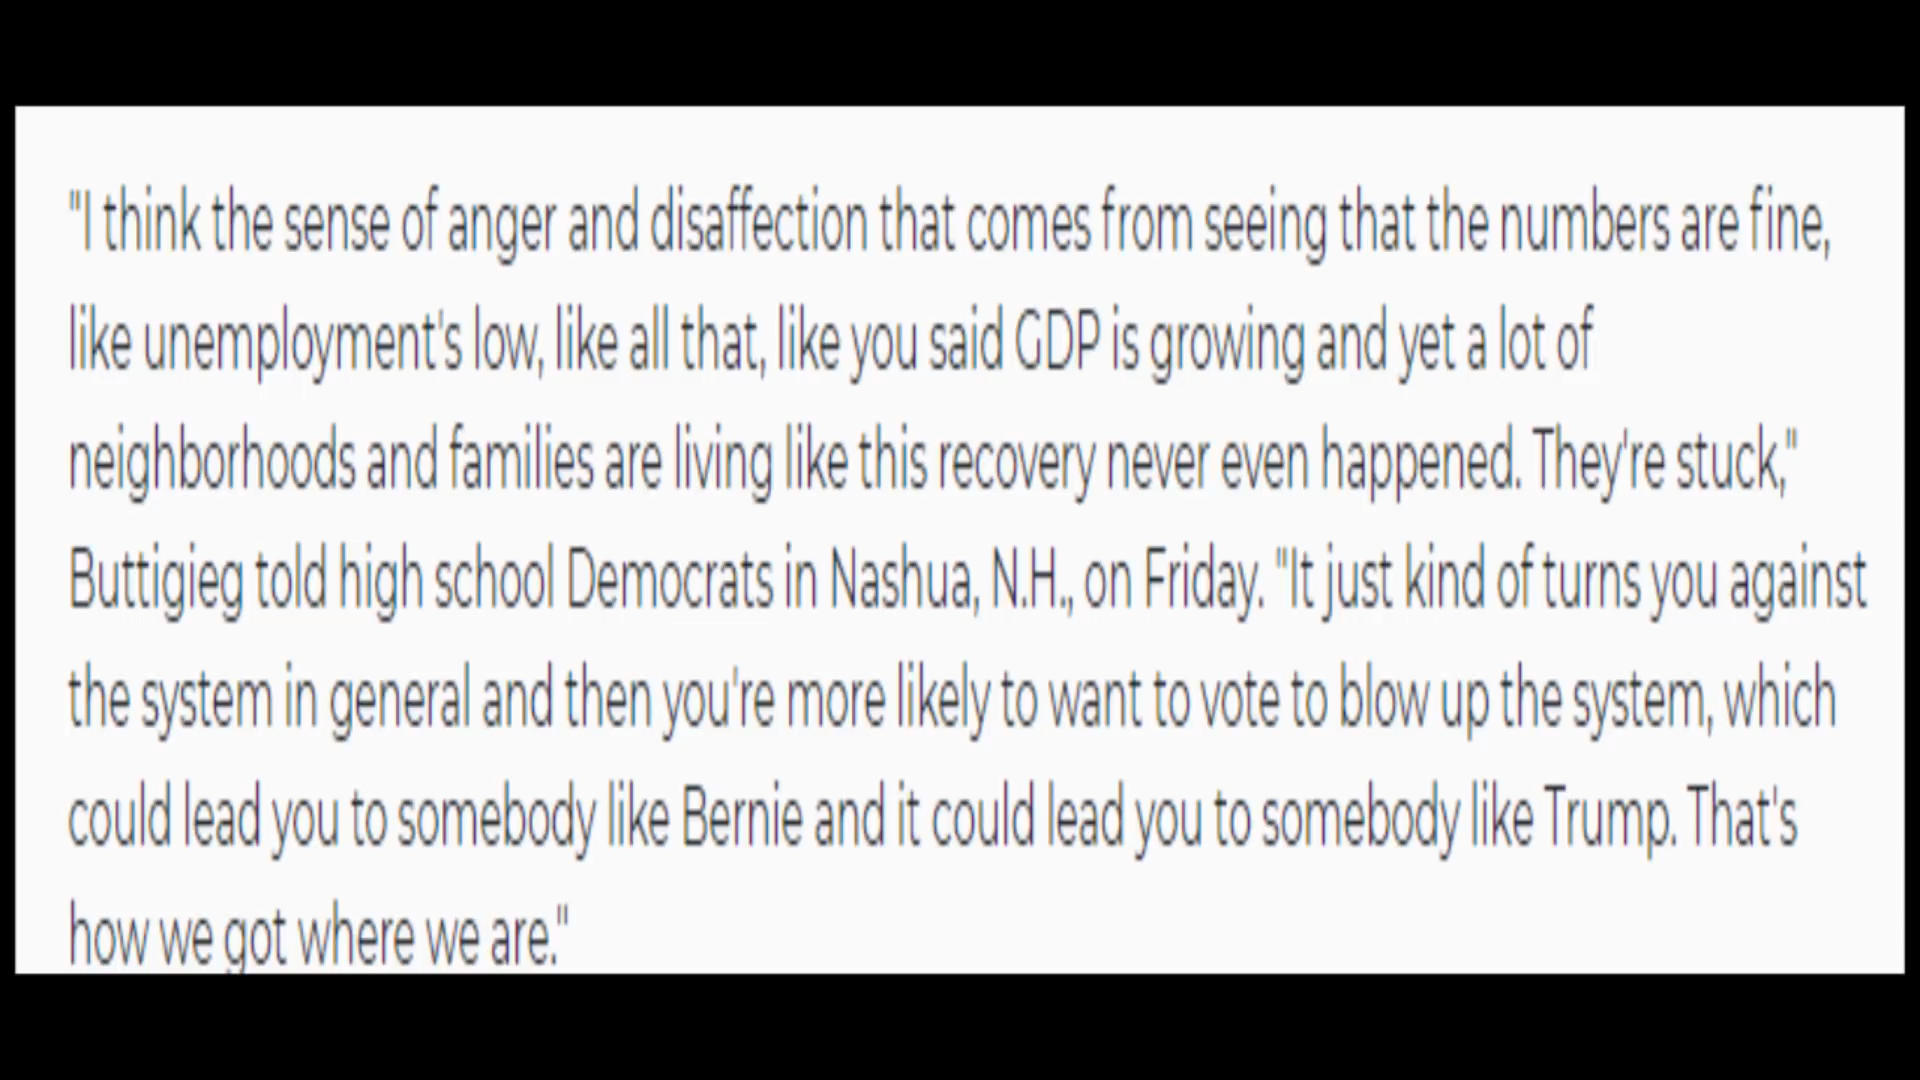 "I think the sense of anger and disaffection that comes from seeing that the numbers are fine,
like unemployment's low, like all that, like you said GDP is growing and yet a lot of
neighborhoods and families are living like this recovery never even happened. They're stuck,"
Buttigieg told high school Democrats in Nashua, N.H., on Friday. "It just kind of turns you against
the system in general and then you're more likely to want to vote to blow up the system, which
could lead you to somebody like Bernie and it could lead you to somebody like Trump. That's
how we got where we are."